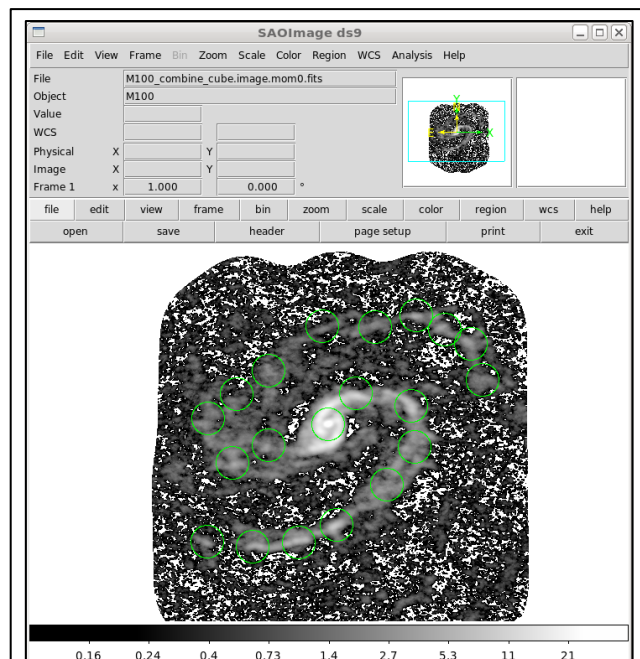 SAOImage ds9
File Edit View Frame Bin Zoom Scale Color Region WCS Analysis Help
File M100_combine_cube.image.mom0.fits
Object M100
Value
WCS
Physical X Y
Image X Y
Frame 1 x 1.000 0.000 °
Y
E X
file edit view frame bin zoom scale color region wcs help
open save header page setup print exit
0.16 0.24 0.4 0.73 1.4 2.7 5.3 11 21